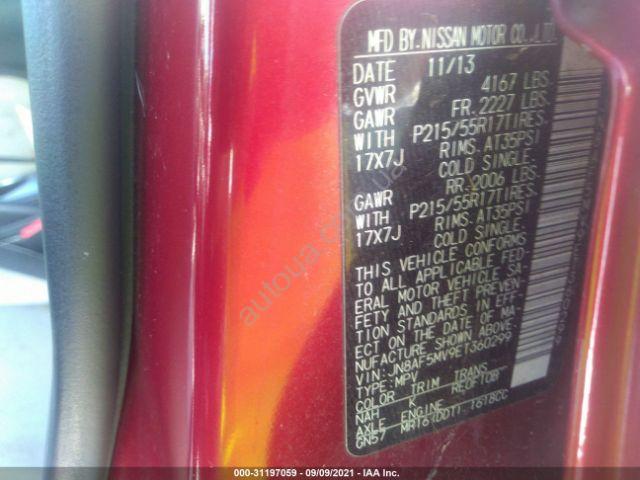 MFD BY. NISSAN MOTOR CO., LTD.
DATE 11/13
GVWR 4167 LBS.
GAWR FR. 2227 LBS.
WITH P215/55R17TIRES.
17X7J RIMS. AT35PSI
COLD SINGLE.
GAWR RR. 2006 LBS.
WITH P215/55R17TIRES.
17X7J RIMS. AT35PSI
COLD SINGLE.
THIS VEHICLE CONFORMS
TO ALL APPLICABLE FED-
ERAL MOTOR VEHICLE SA-
FETY AND THEFT PREVEN-
TION STANDARDS IN EFF-
ECT ON THE DATE OF MA-
NUFACTURE SHOWN ABOVE.
VIN: JN8AF5MV9ET360299
TYPE: MPV
COLOR TRIM TRANS
NAH K RE0F10B
AXLE ENGINE
GN57 MR16(DDT) 1618CC
autoua.com.ua
000-31197059 - 09/09/2021 - IAA Inc.